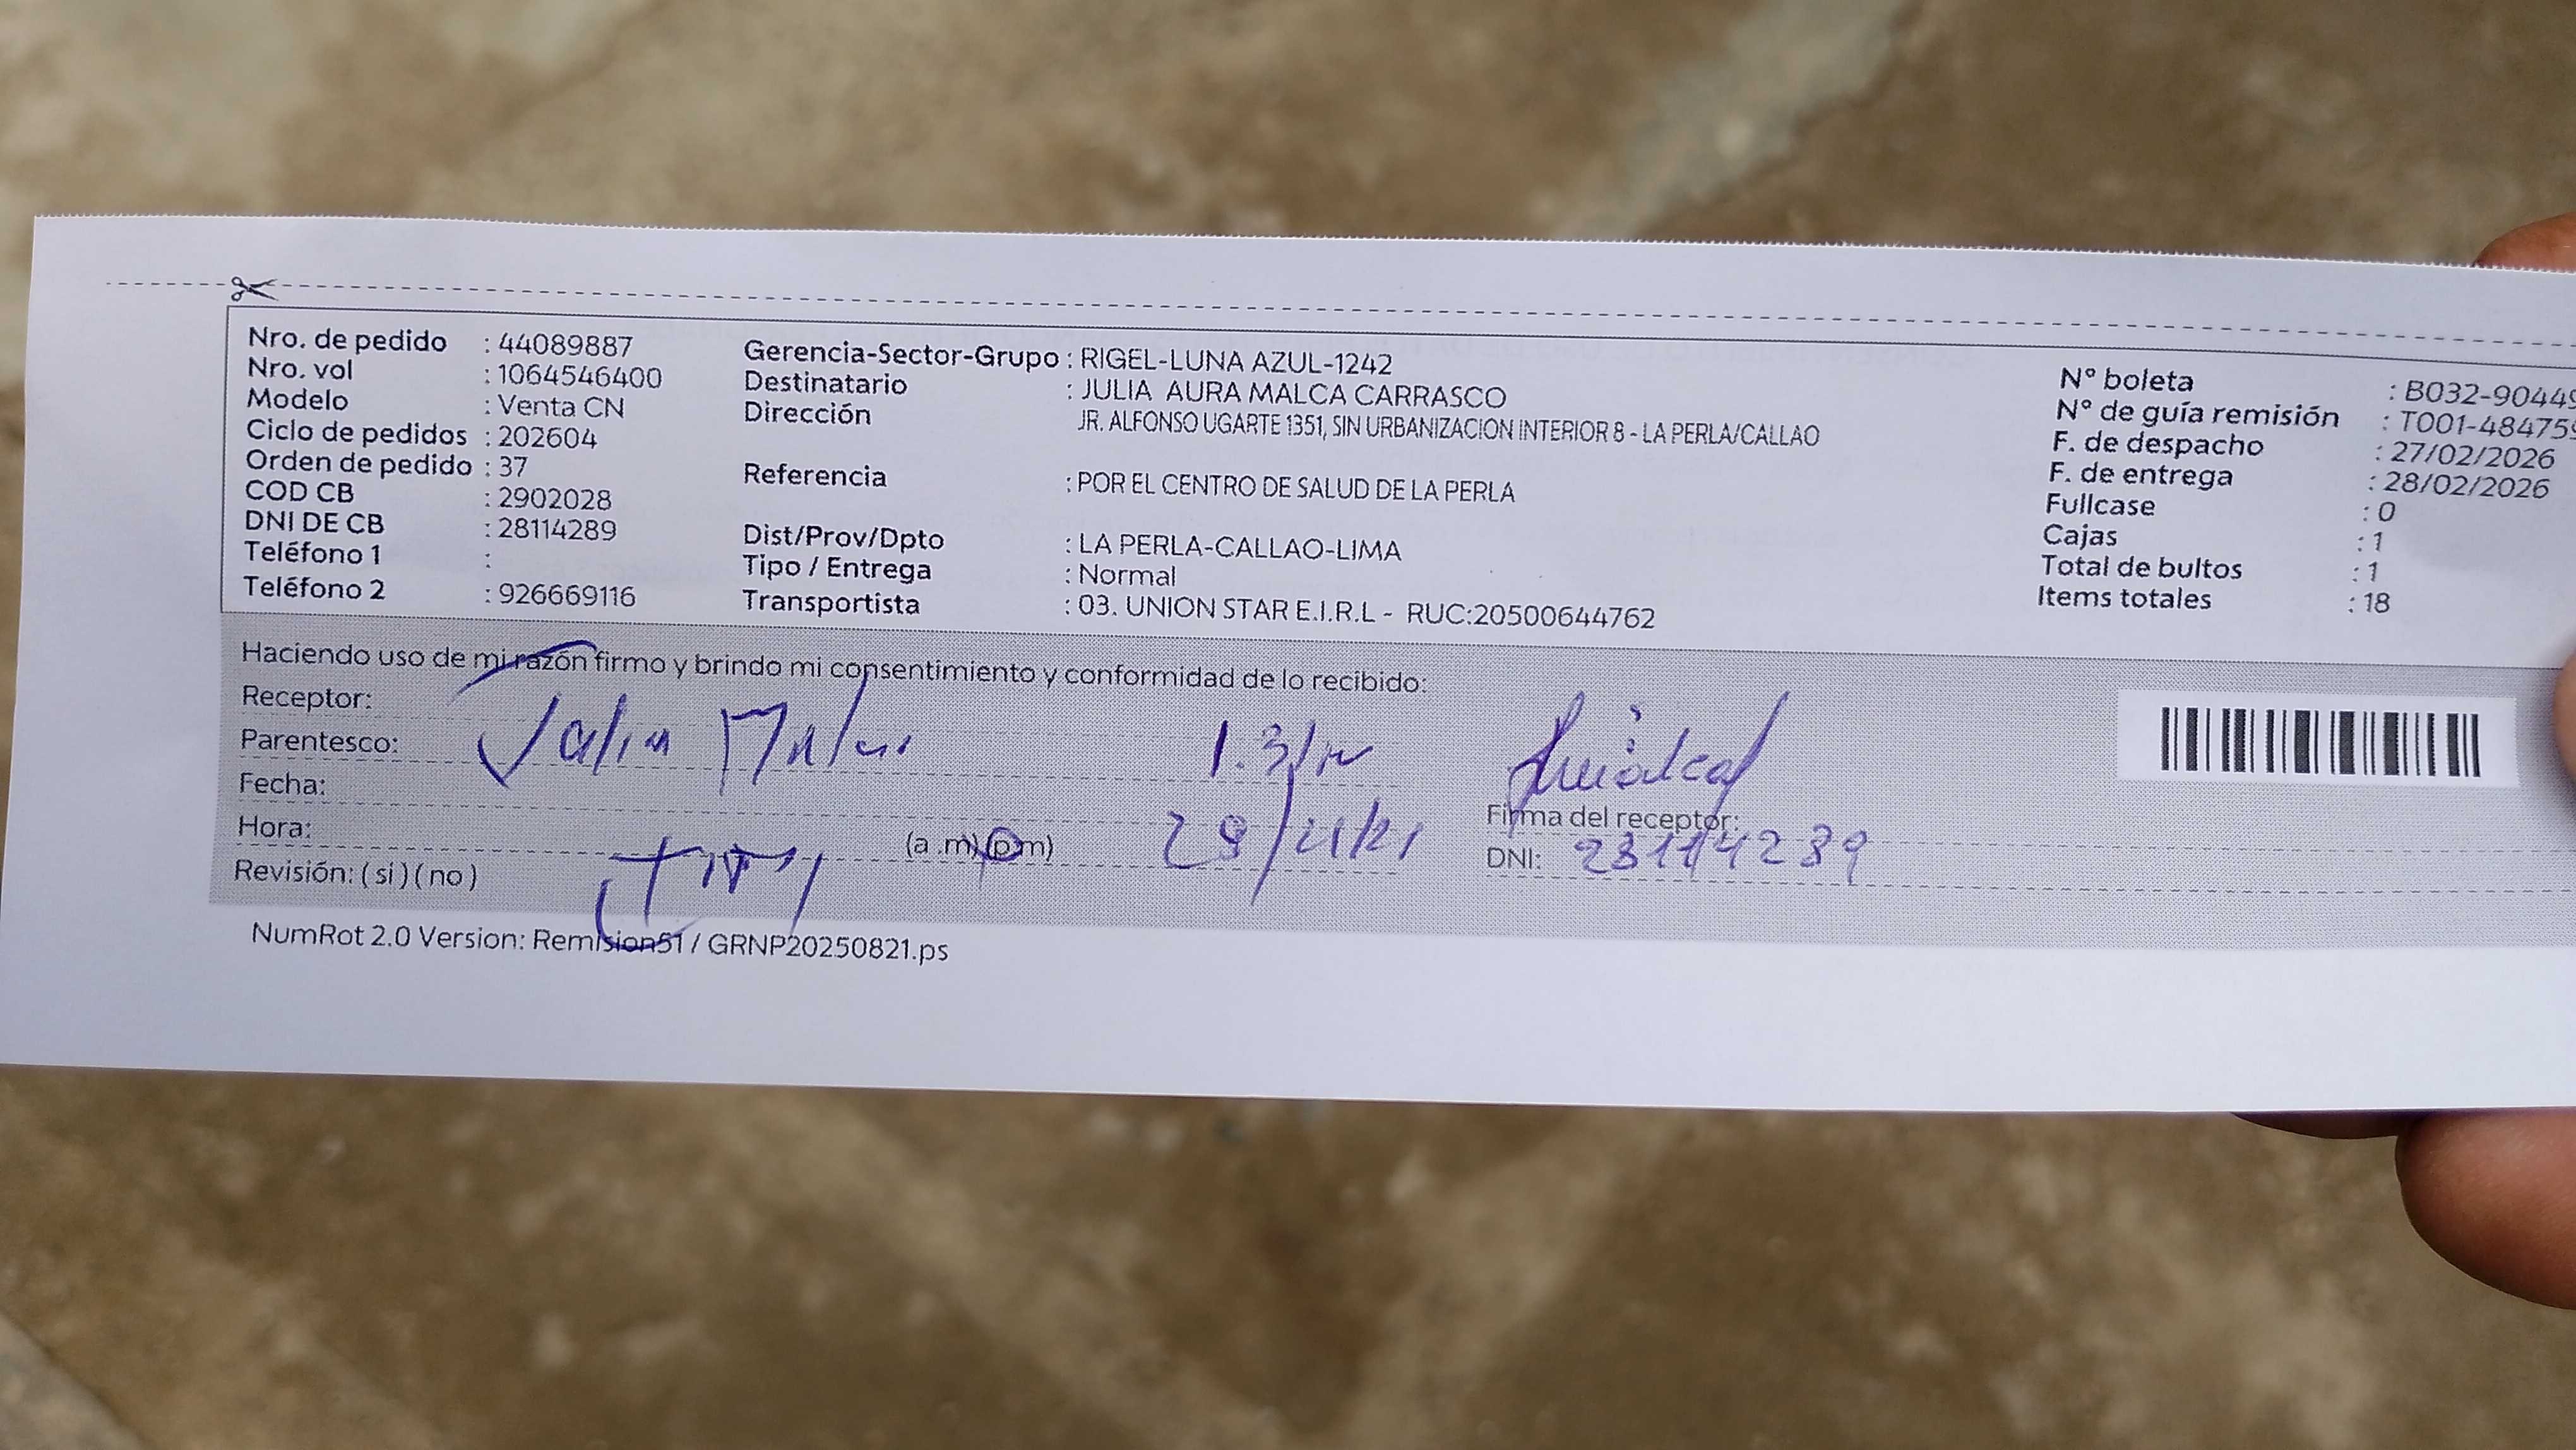 Nro. de pedido : 44089887
Nro. vol : 1064546400
Modelo : Venta CN
Ciclo de pedidos : 202604
Orden de pedido : 37
COD CB : 2902028
DNI DE CB : 28114289
Teléfono 1 :
Teléfono 2 : 926669116
Gerencia-Sector-Grupo : RIGEL-LUNA AZUL-1242
Destinatario : JULIA AURA MALCA CARRASCO
Dirección JR. ALFONSO UGARTE 1351, SIN URBANIZACION INTERIOR 8 - LA PERLA/CALLAO
Referencia : POR EL CENTRO DE SALUD DE LA PERLA
Dist/Prov/Dpto : LA PERLA-CALLAO-LIMA
Tipo / Entrega : Normal
Transportista : 03. UNION STAR E.I.R.L - RUC:20500644762
N° boleta : B032-90449
N° de guía remisión : T001-484759
F. de despacho : 27/02/2026
F. de entrega : 28/02/2026
Fullcase : 0
Cajas : 1
Total de bultos : 1
Items totales : 18
Haciendo uso de mi razón firmo y brindo mi consentimiento y conformidad de lo recibido:
Receptor:
Parentesco:
Fecha:
Hora: (a.m) (p.m)
Revisión: ( si ) ( no )
Firma del receptor:
DNI:
NumRot 2.0 Version: Remision51 / GRNP20250821.ps